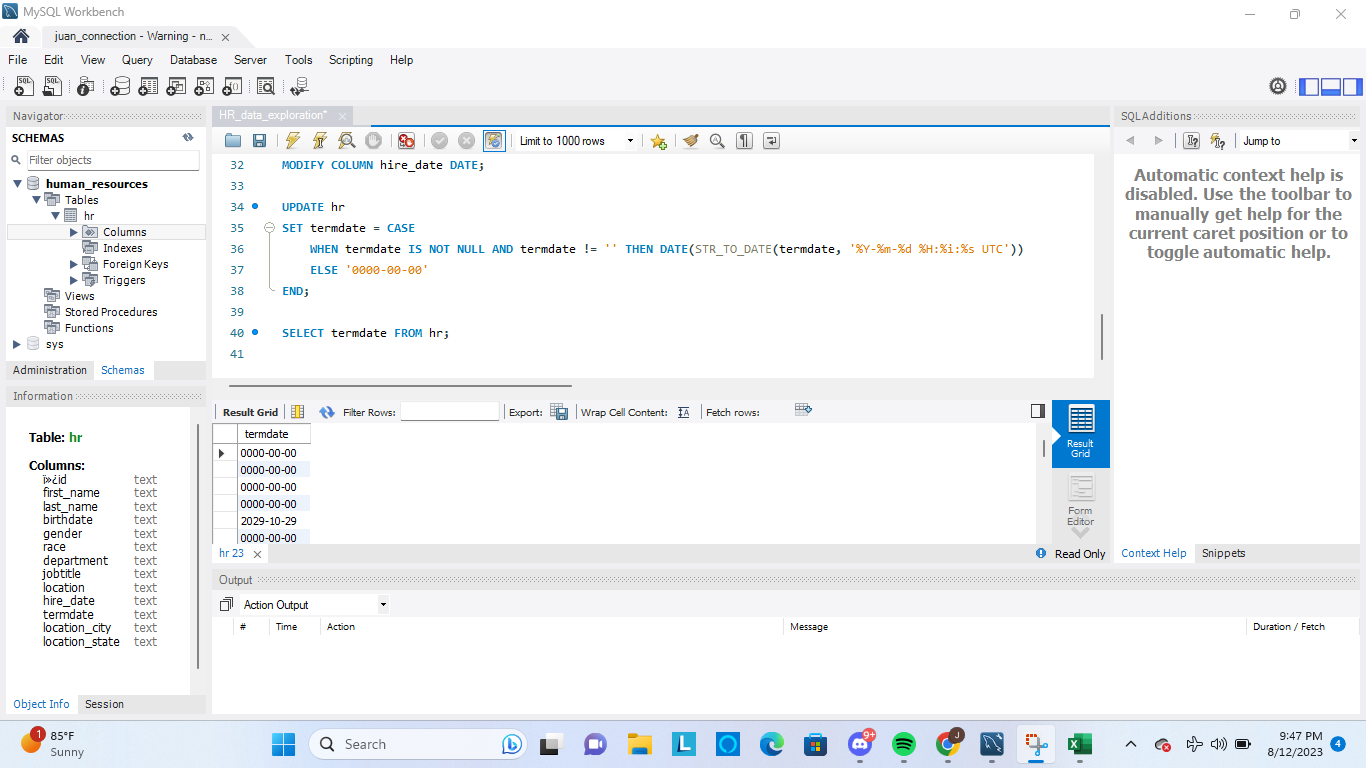 MySQL Workbench
juan_connection - Warning - n...
File Edit View Query Database Server Tools Scripting Help
Navigator
SCHEMAS
Filter objects
human_resources
Tables
hr
Columns
Indexes
Foreign Keys
Triggers
Views
Stored Procedures
Functions
sys
Administration Schemas
Information
Table: hr
Columns:
ï»¿id text
first_name text
last_name text
birthdate text
gender text
race text
department text
jobtitle text
location text
hire_date text
termdate text
location_city text
location_state text
Object Info Session
HR_data_exploration*
Limit to 1000 rows
32 MODIFY COLUMN hire_date DATE;
33
34 UPDATE hr
35 SET termdate = CASE
36 WHEN termdate IS NOT NULL AND termdate != '' THEN DATE(STR_TO_DATE(termdate, '%Y-%m-%d %H:%i:%s UTC'))
37 ELSE '0000-00-00'
38 END;
39
40 SELECT termdate FROM hr;
41
Result Grid Filter Rows: Export: Wrap Cell Content: Fetch rows:
termdate
0000-00-00
0000-00-00
0000-00-00
0000-00-00
2029-10-29
0000-00-00
Result
Grid
Form
Editor
hr 23
Read Only
Output
Action Output
# Time Action Message Duration / Fetch
SQLAdditions
Jump to
Automatic context help is
disabled. Use the toolbar to
manually get help for the
current caret position or to
toggle automatic help.
Context Help Snippets
1
85°F
Sunny
Search
L
9+
J
9:47 PM
8/12/2023
4